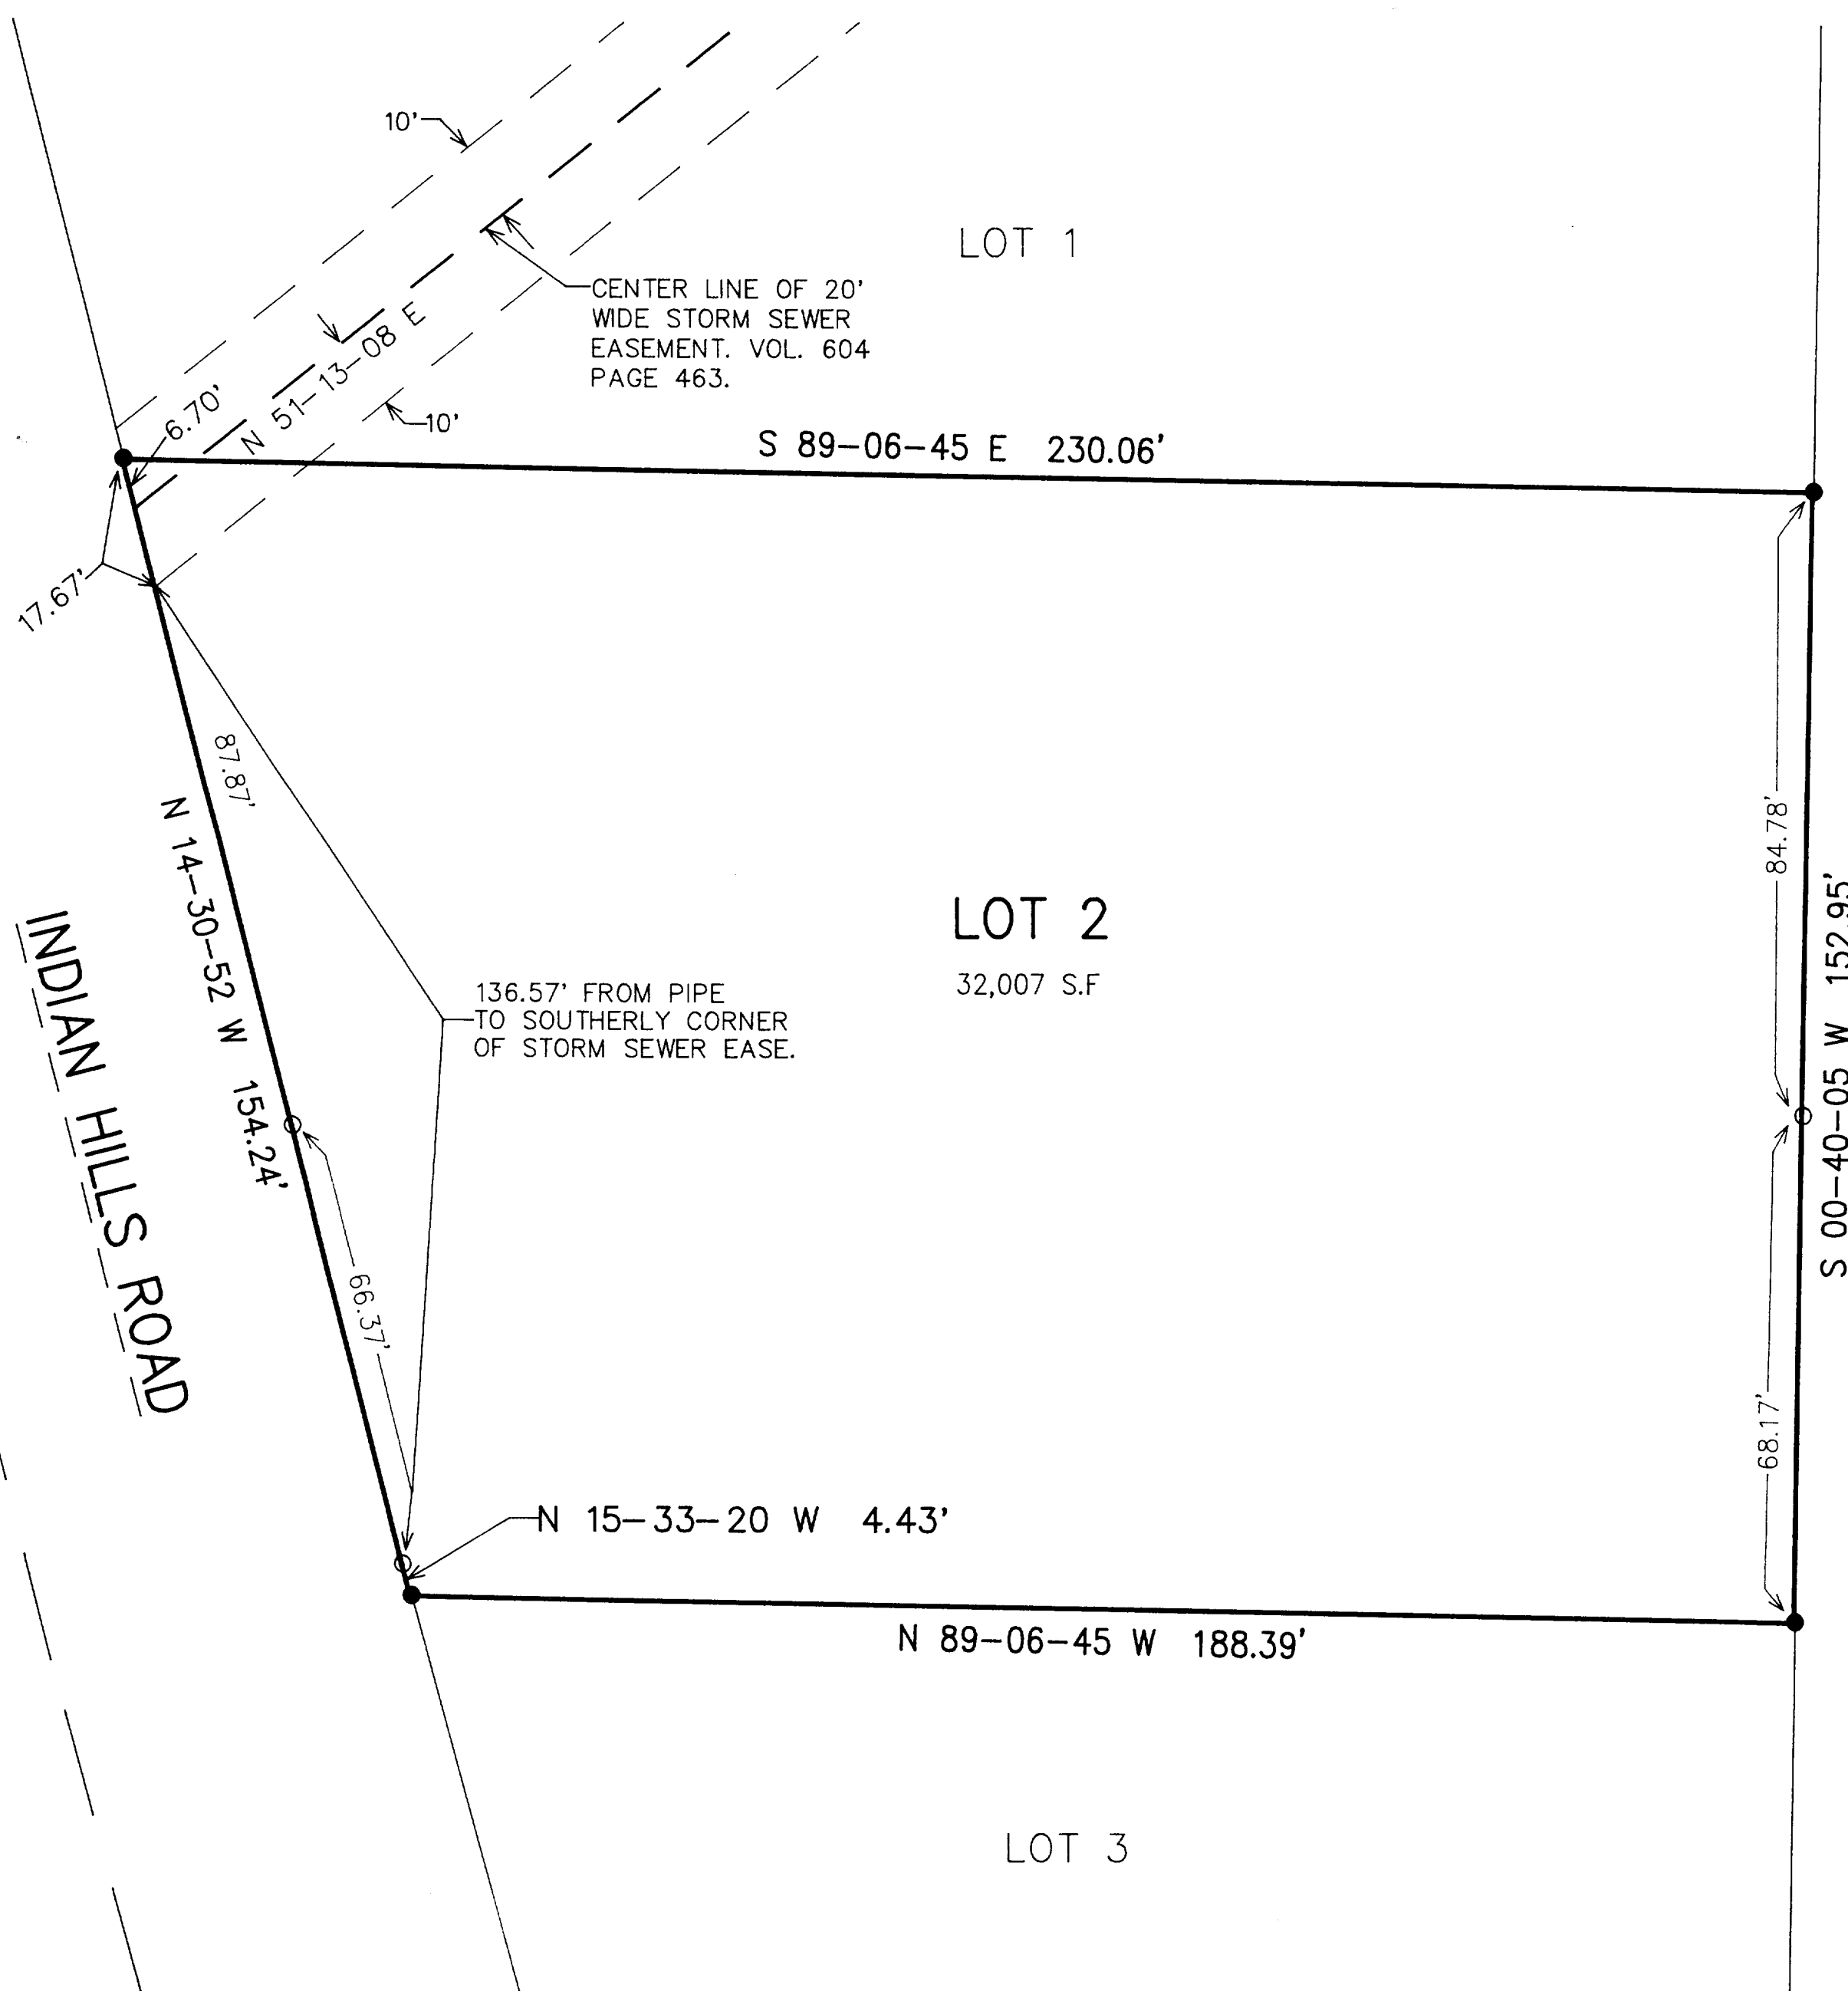 10'
LOT 1
CENTER LINE OF 20'
WIDE STORM SEWER
EASEMENT. VOL. 604
PAGE 463.
N 51-13-08 E
6.70'
10'
S 89-06-45 E 230.06'
17.67'
87.87'
N 14-30-52 W 154.24'
84.78'
LOT 2
32,007 S.F
S 00-40-05 W 152.95'
INDIAN HILLS ROAD
136.57' FROM PIPE
TO SOUTHERLY CORNER
OF STORM SEWER EASE.
66.37'
68.17'
N 15-33-20 W 4.43'
N 89-06-45 W 188.39'
LOT 3